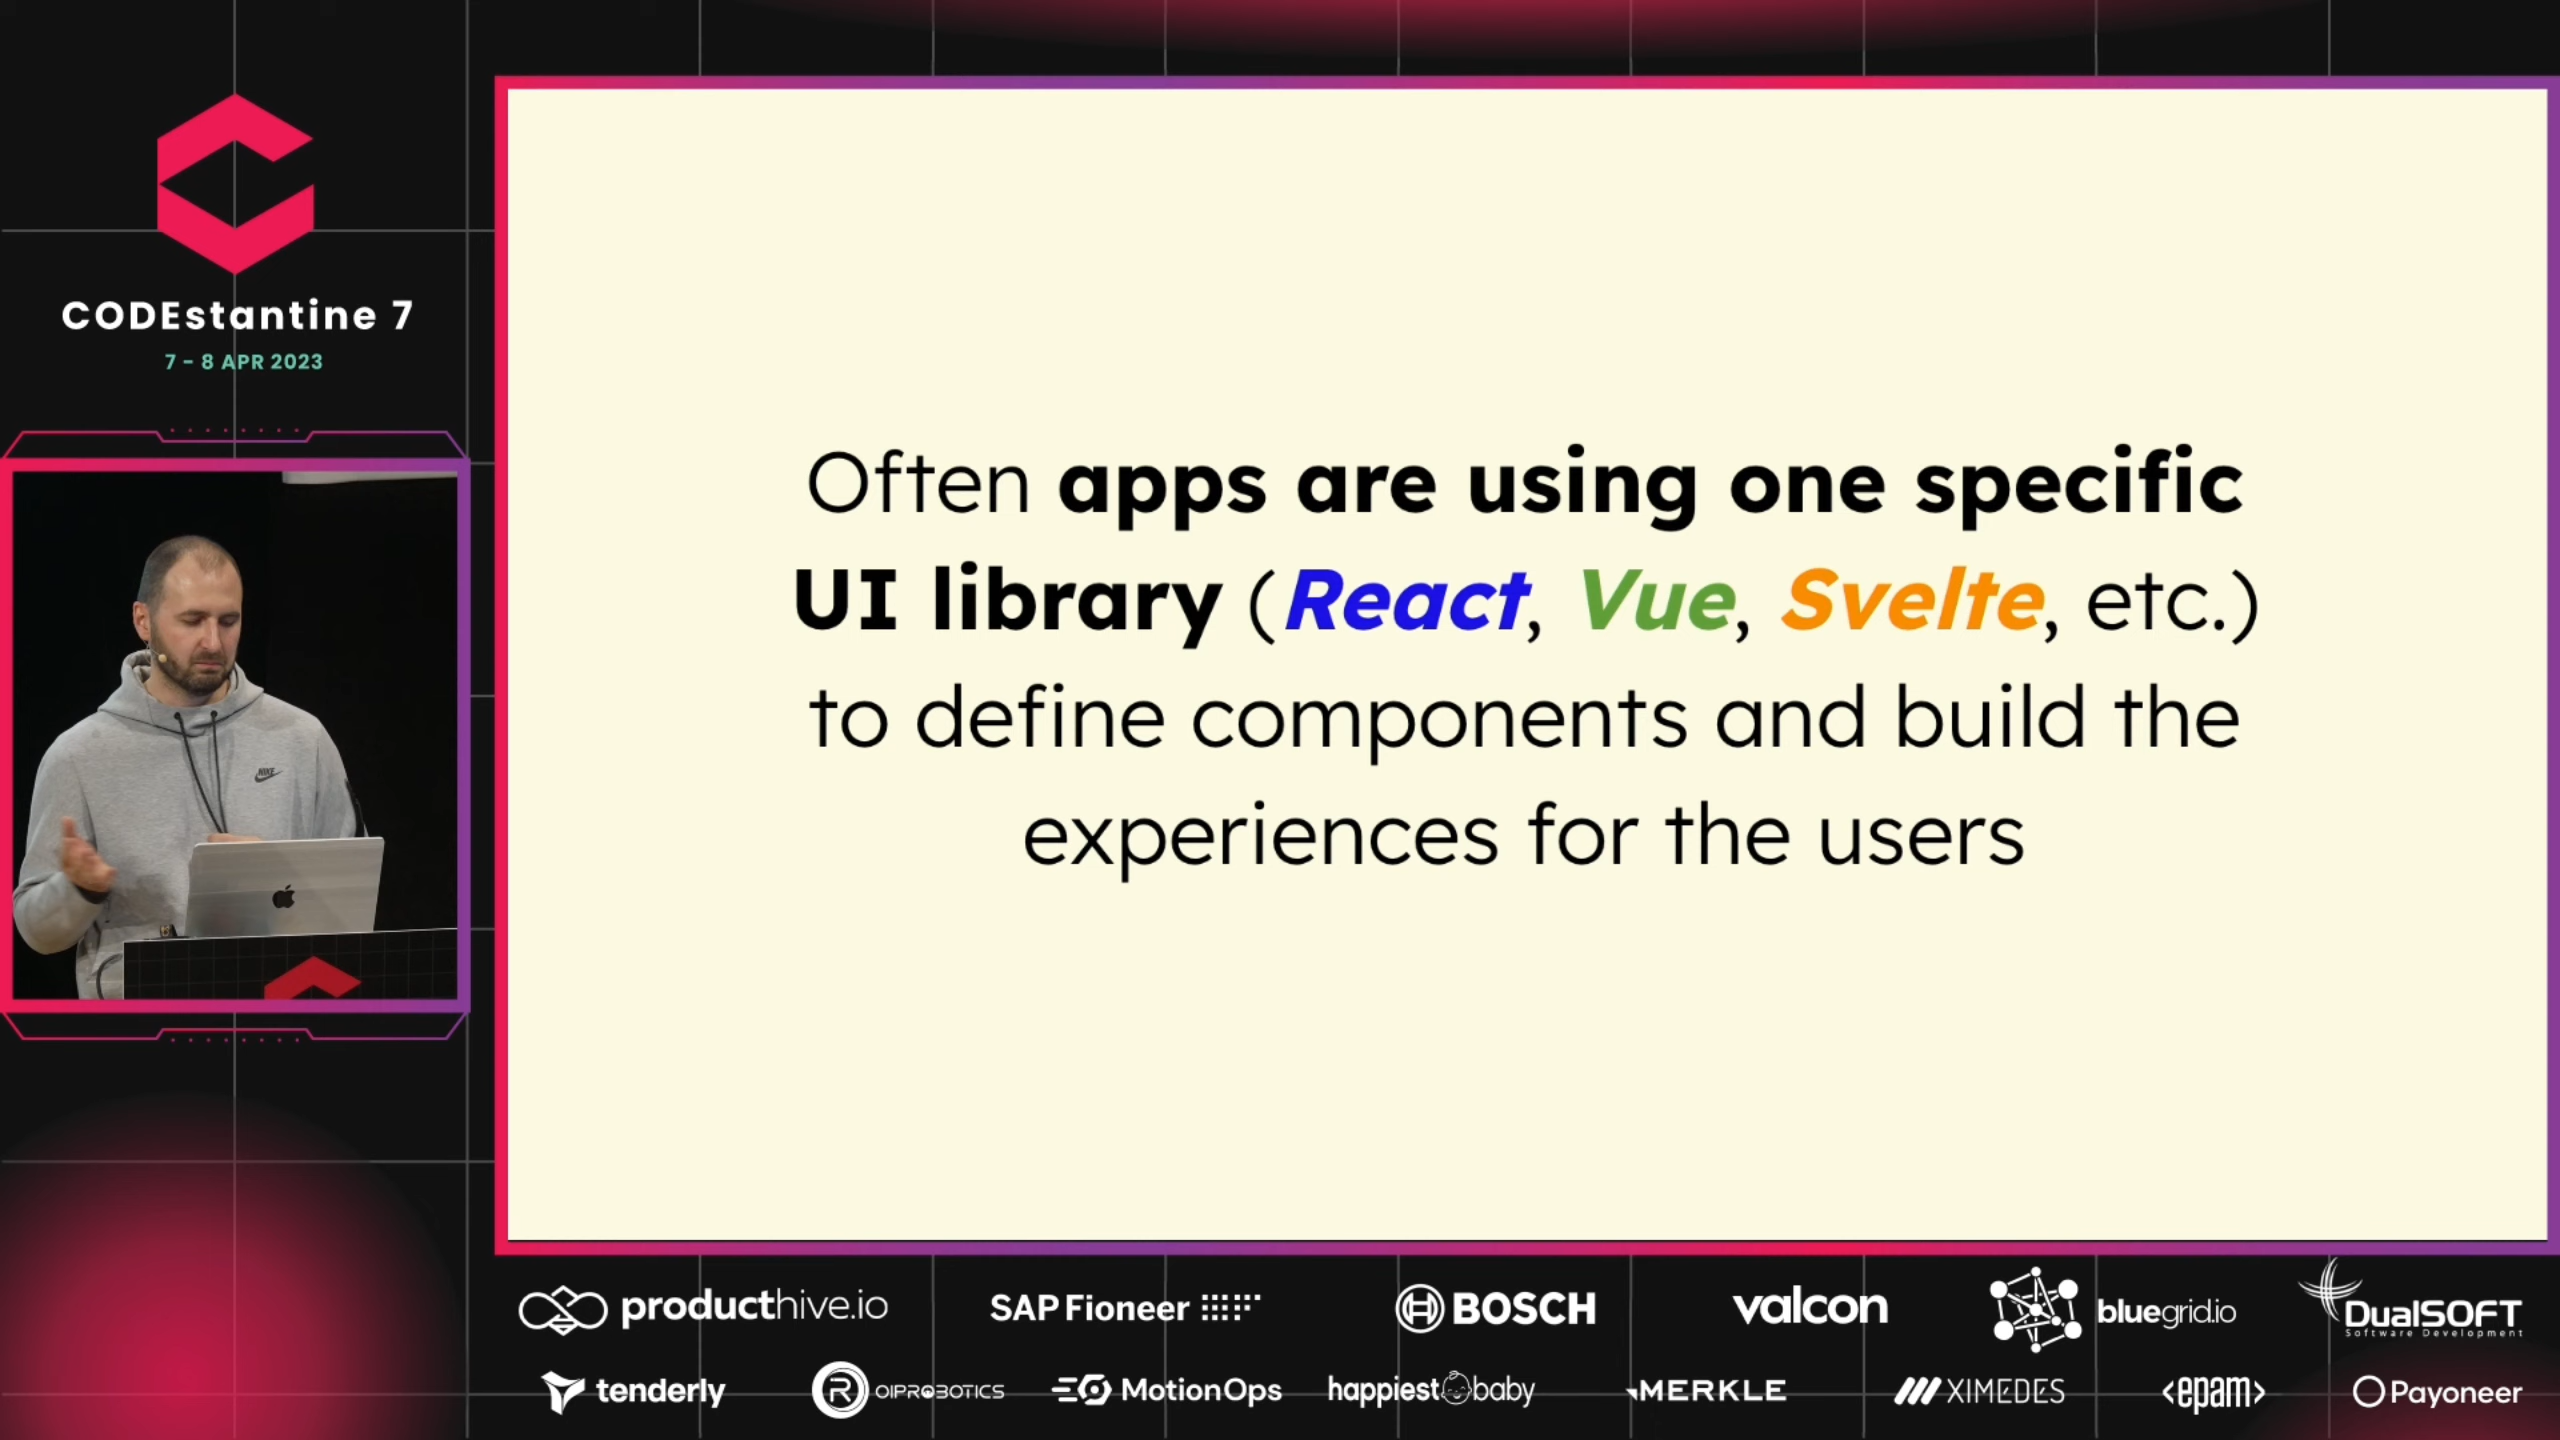 CODEstantine 7
7 - 8 APR 2023
NIKE
Often apps are using one specific
UI library (React, Vue, Svelte, etc.)
to define components and build the
experiences for the users
producthive.io
SAP Fioneer
BOSCH
valcon
bluegrid.io
DualSOFT
Software Development
tenderly
R
OIPROBOTICS
MotionOps
happiest baby
MERKLE
XIMEDES
<epam>
Payoneer